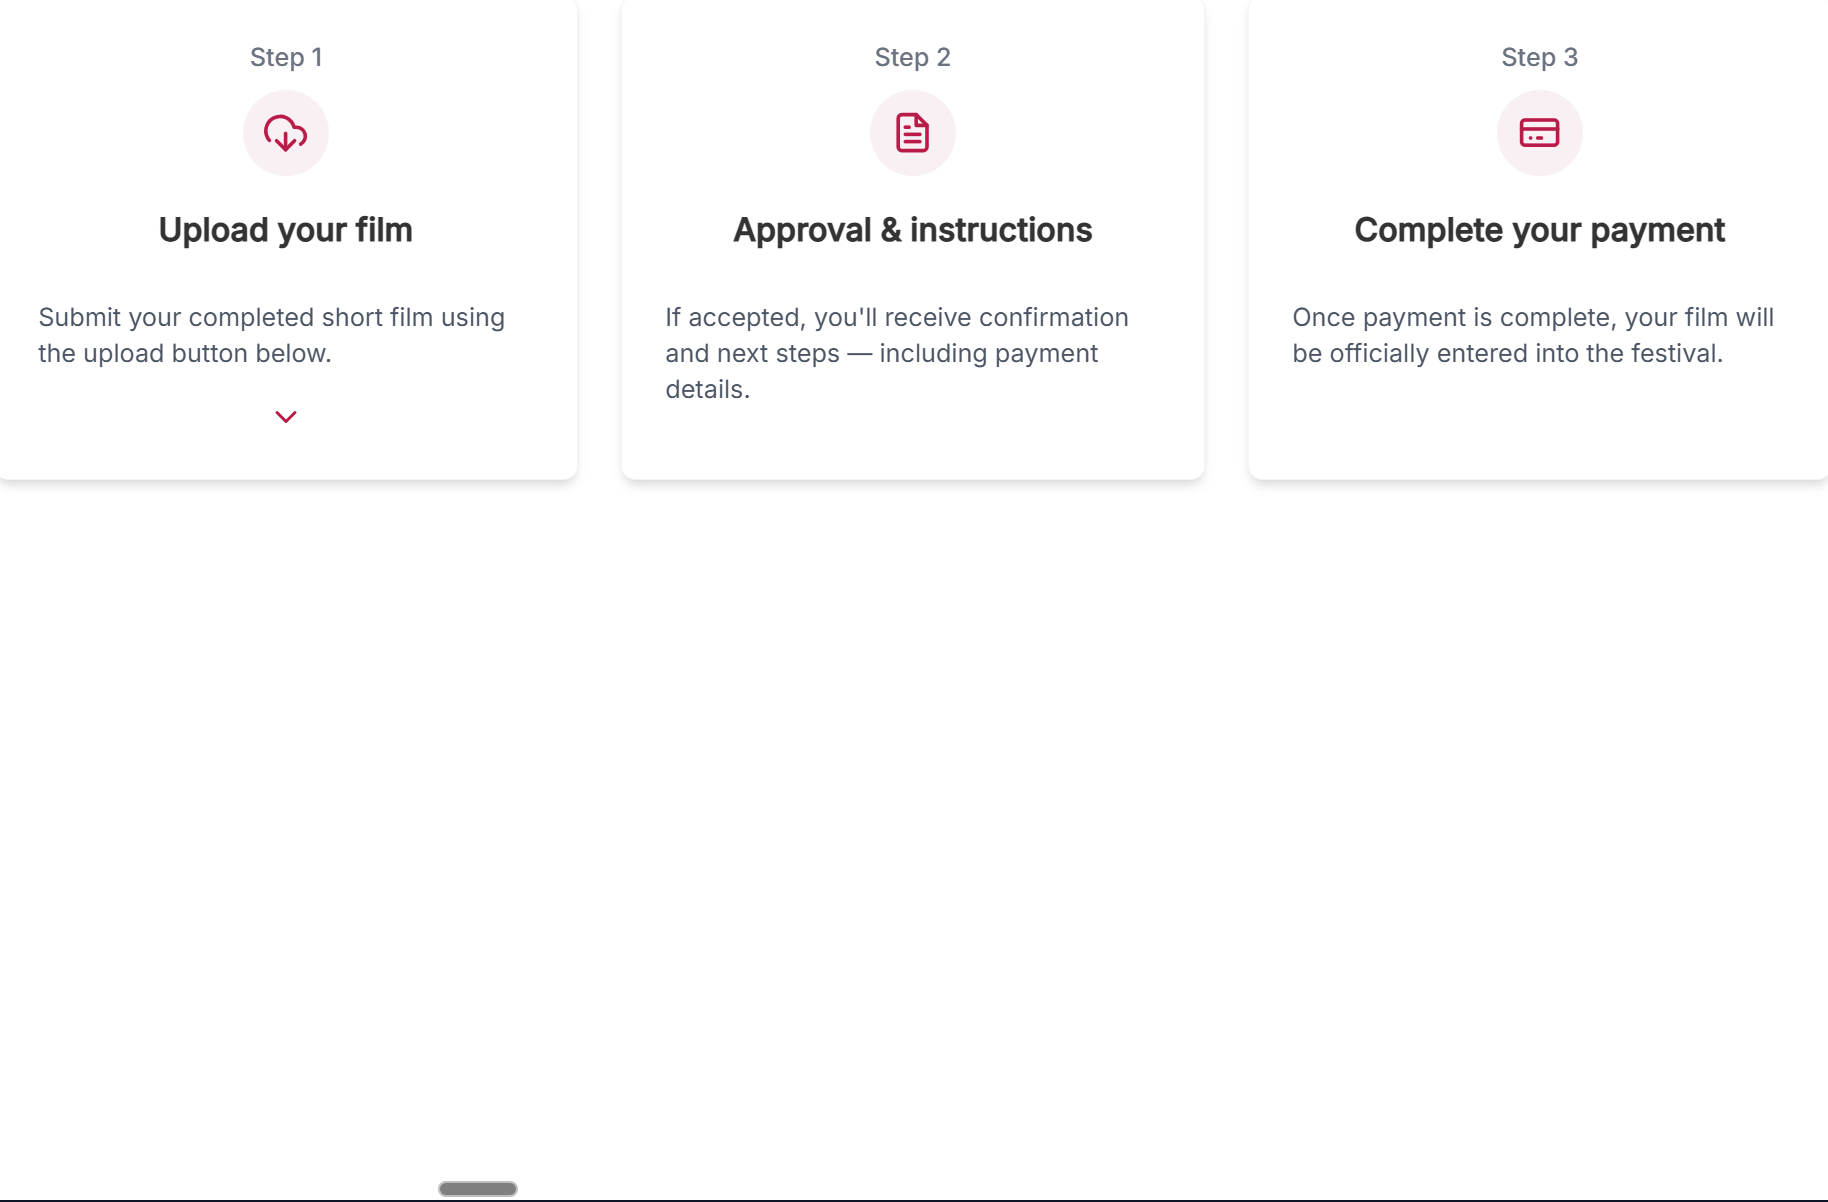 Step 1
Upload your film
Submit your completed short film using
the upload button below.
Step 2
Approval & instructions
If accepted, you'll receive confirmation
and next steps — including payment
details.
Step 3
Complete your payment
Once payment is complete, your film will
be officially entered into the festival.